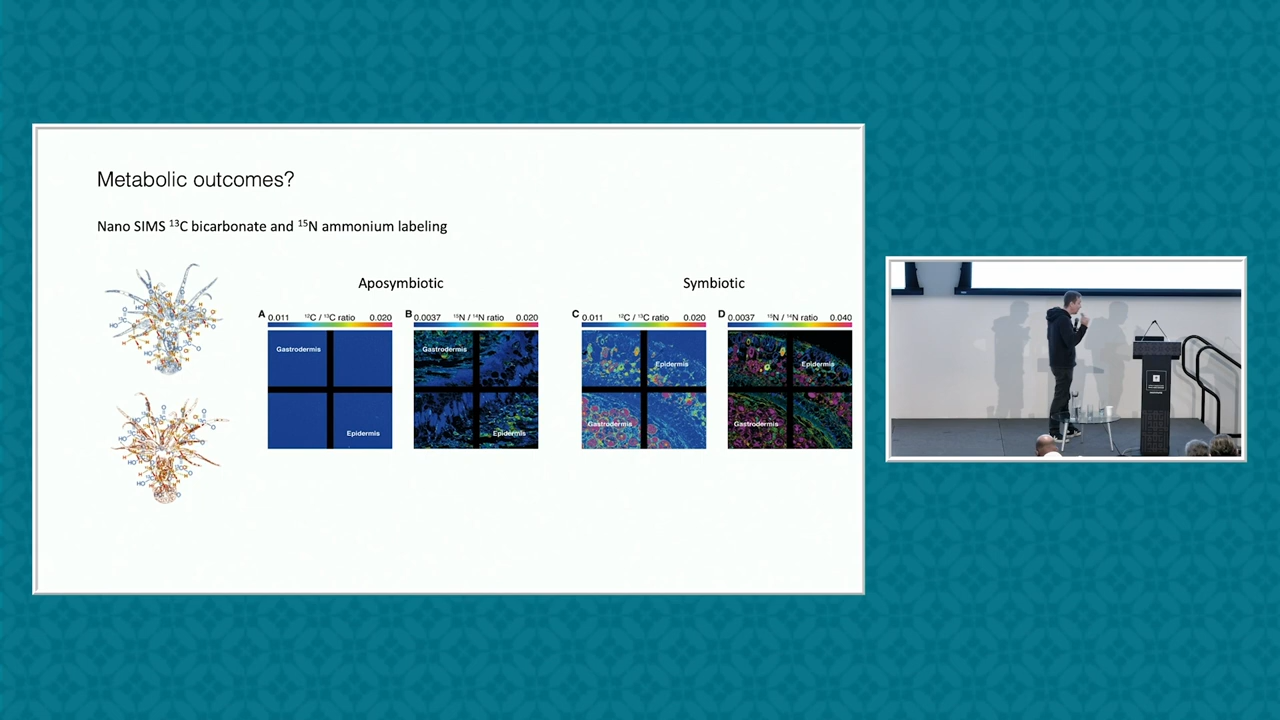 Metabolic outcomes?
Nano SIMS ¹³C bicarbonate and ¹⁵N ammonium labeling
Aposymbiotic
Symbiotic
A 0.011 ¹²C / ¹³C ratio 0.020
B 0.0037 ¹⁵N / ¹⁴N ratio 0.020
C 0.011 ¹²C / ¹³C ratio 0.020
D 0.0037 ¹⁵N / ¹⁴N ratio 0.040
Gastrodermis
Epidermis
Gastrodermis
Epidermis
Epidermis
Gastrodermis
Epidermis
Gastrodermis